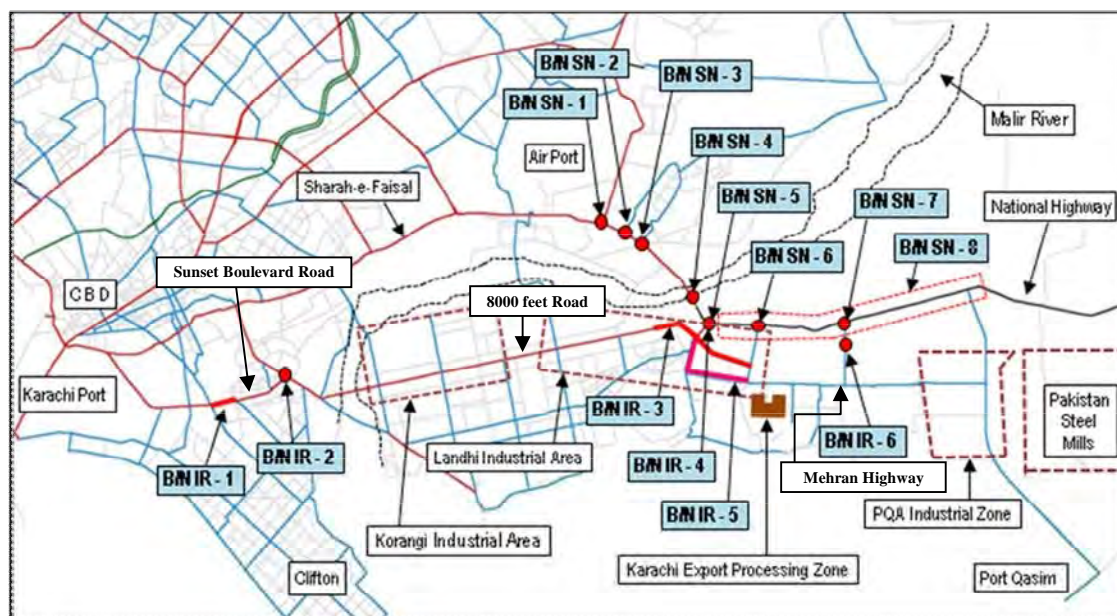 B/N SN - 2
B/N SN - 3
B/N SN - 1
Malir River
Air Port
B/N SN - 4
Sharah-e-Faisal
B/N SN - 5
B/N SN - 7
National Highway
B/N SN - 6
B/N SN - 8
Sunset Boulevard Road
8000 feet Road
CBD
Karachi Port
B/N IR - 3
Pakistan
Steel
Mills
B/N IR - 1
B/N IR - 2
Landhi Industrial Area
B/N IR - 4
B/N IR - 6
Mehran Highway
B/N IR - 5
PQA Industrial Zone
Korangi Industrial Area
Karachi Export Processing Zone
Clifton
Port Qasim